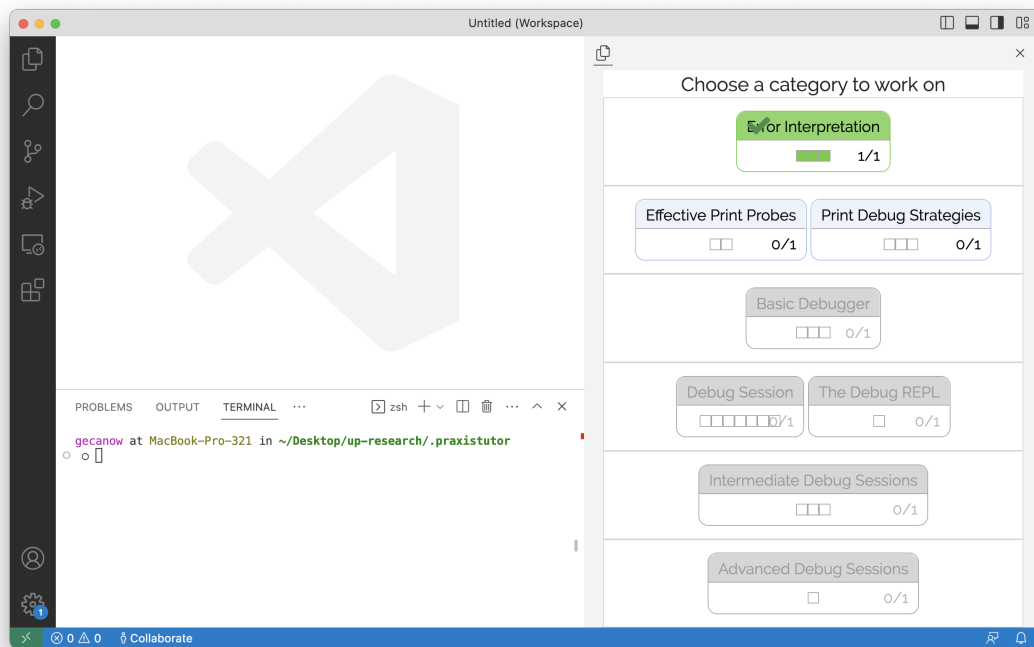 Untitled (Workspace)
Choose a category to work on
Error Interpretation
1/1
Effective Print Probes
0/1
Print Debug Strategies
0/1
Basic Debugger
0/1
Debug Session
0/1
The Debug REPL
0/1
Intermediate Debug Sessions
0/1
Advanced Debug Sessions
0/1
PROBLEMS OUTPUT TERMINAL ··· zsh ···
gecanow at MacBook-Pro-321 in ~/Desktop/up-research/.praxistutor
1
0 0 Collaborate